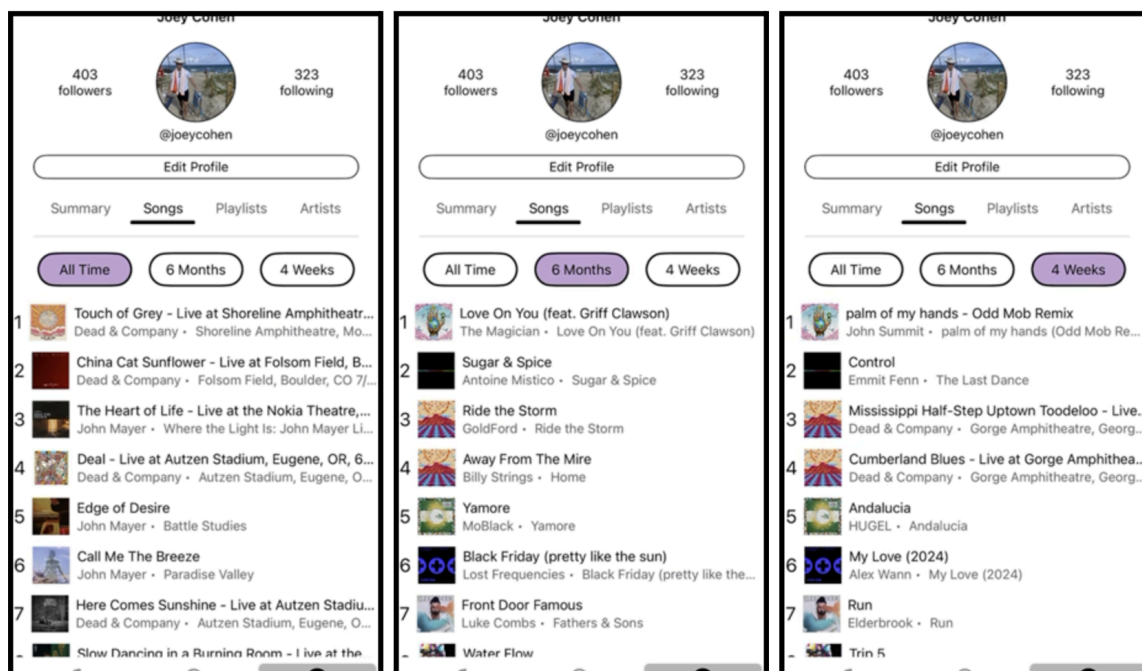 Joey Cohen
403
followers
323
following
@joeycohen
Edit Profile
Summary Songs Playlists Artists
All Time 6 Months 4 Weeks
1 Touch of Grey - Live at Shoreline Amphitheatr...
Dead & Company • Shoreline Amphitheatre, Mo...
2 China Cat Sunflower - Live at Folsom Field, B...
Dead & Company • Folsom Field, Boulder, CO 7/...
3 The Heart of Life - Live at the Nokia Theatre,...
John Mayer • Where the Light Is: John Mayer Li...
4 Deal - Live at Autzen Stadium, Eugene, OR, 6...
Dead & Company • Autzen Stadium, Eugene, O...
5 Edge of Desire
John Mayer • Battle Studies
6 Call Me The Breeze
John Mayer • Paradise Valley
7 Here Comes Sunshine - Live at Autzen Stadiu...
Dead & Company • Autzen Stadium, Eugene, O...
Slow Dancing in a Burning Room - Live at the
Joey Cohen
403
followers
323
following
@joeycohen
Edit Profile
Summary Songs Playlists Artists
All Time 6 Months 4 Weeks
1 Love On You (feat. Griff Clawson)
The Magician • Love On You (feat. Griff Clawson)
2 Sugar & Spice
Antoine Mistico • Sugar & Spice
3 Ride the Storm
GoldFord • Ride the Storm
4 Away From The Mire
Billy Strings • Home
5 Yamore
MoBlack • Yamore
6 Black Friday (pretty like the sun)
Lost Frequencies • Black Friday (pretty like the...
7 Front Door Famous
Luke Combs • Fathers & Sons
Water Flow
Joey Cohen
403
followers
323
following
@joeycohen
Edit Profile
Summary Songs Playlists Artists
All Time 6 Months 4 Weeks
1 palm of my hands - Odd Mob Remix
John Summit • palm of my hands (Odd Mob Re...
2 Control
Emmit Fenn • The Last Dance
3 Mississippi Half-Step Uptown Toodeloo - Live...
Dead & Company • Gorge Amphitheatre, Georg...
4 Cumberland Blues - Live at Gorge Amphithea...
Dead & Company • Gorge Amphitheatre, Georg...
5 Andalucia
HUGEL • Andalucia
6 My Love (2024)
Alex Wann • My Love (2024)
7 Run
Elderbrook • Run
Trip 5